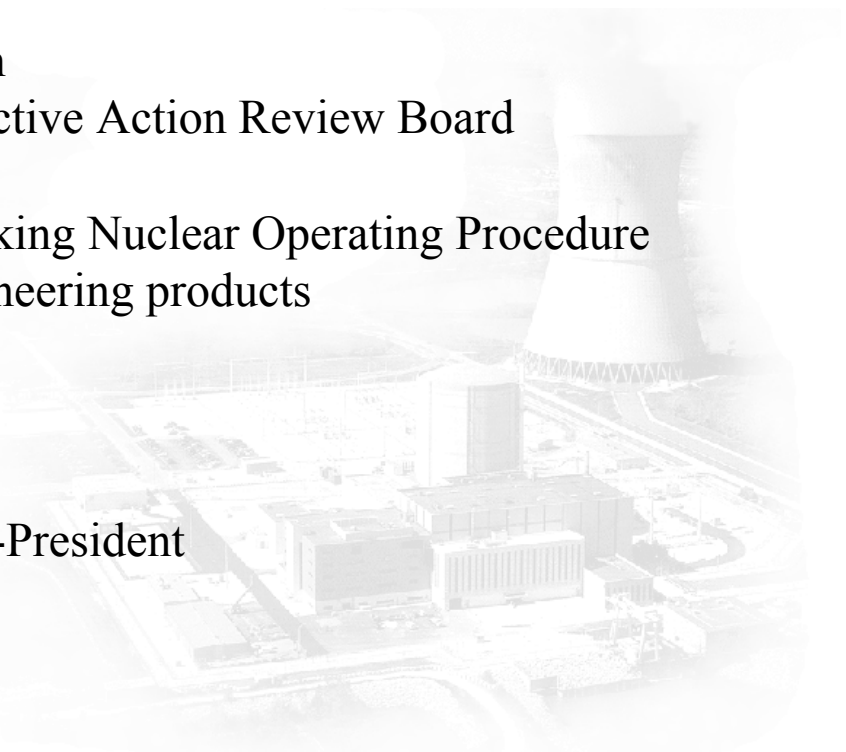 n
ctive Action Review Board
king Nuclear Operating Procedure
neering products
-President